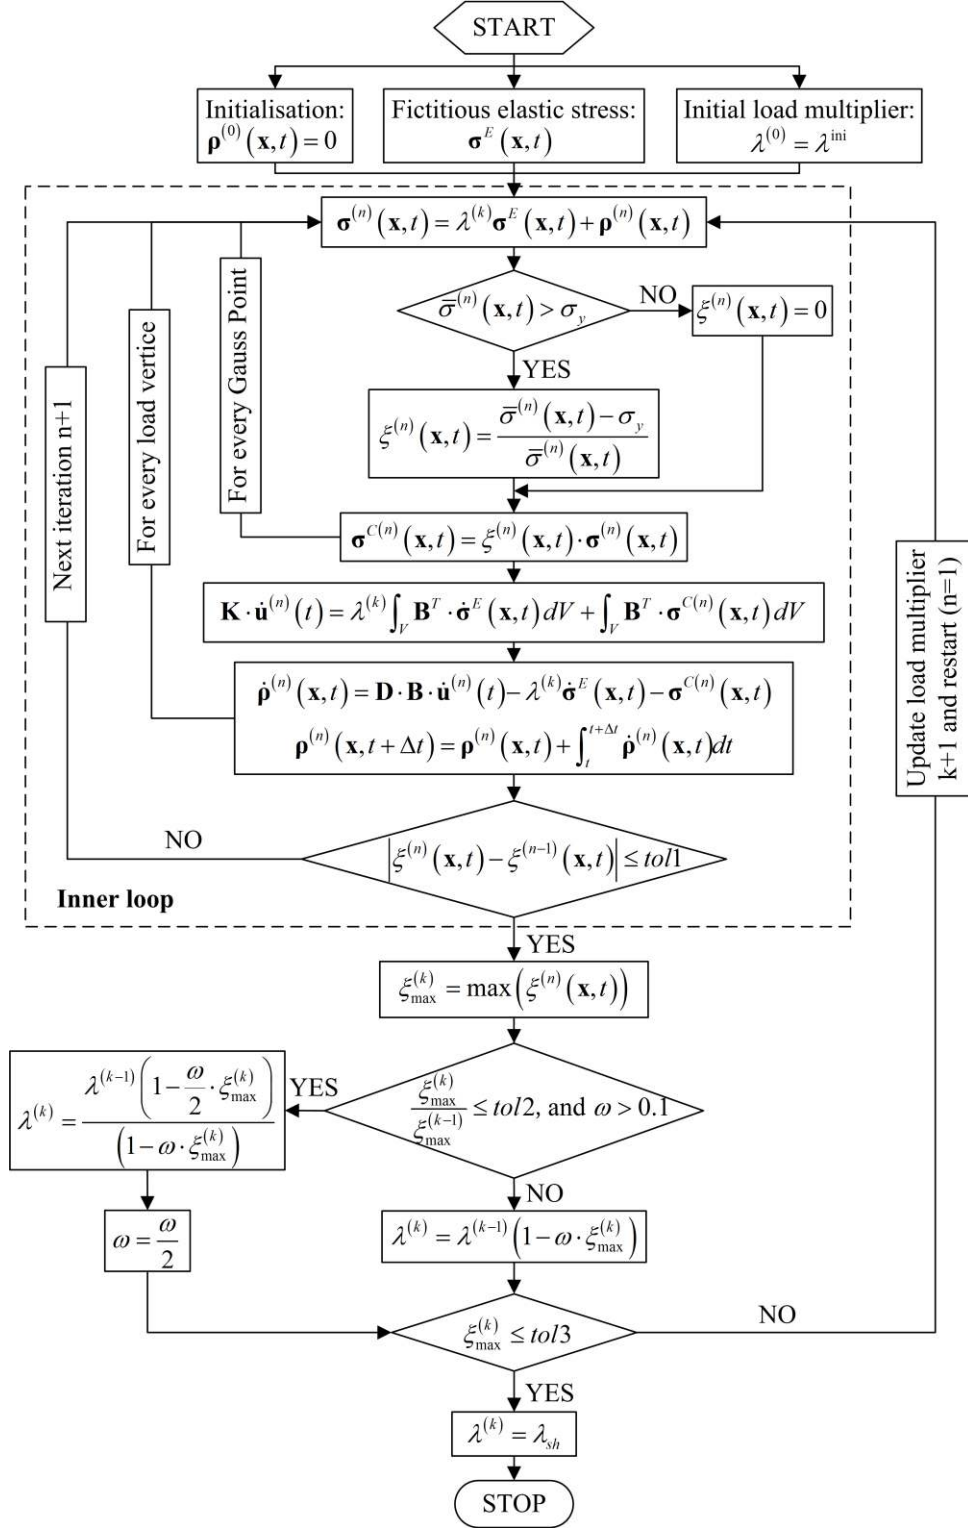 START
Initialisation:
𝛒^(0)(𝐱,t)=0
Fictitious elastic stress:
𝛔^E(𝐱,t)
Initial load multiplier:
λ^(0)=λ^ini
𝛔^(n)(𝐱,t)=λ^(k)𝛔^E(𝐱,t)+𝛒^(n)(𝐱,t)
σ̅^(n)(𝐱,t)>σ_y
NO
ξ^(n)(𝐱,t)=0
YES
ξ^(n)(𝐱,t)=(σ̅^(n)(𝐱,t)−σ_y)/(σ̅^(n)(𝐱,t))
For every Gauss Point
For every load vertice
Next iteration n+1
𝛔^C(n)(𝐱,t)=ξ^(n)(𝐱,t)·𝛔^(n)(𝐱,t)
𝐊·𝐮̇^(n)(t)=λ^(k)∫_V 𝐁^T·𝛔̇^E(𝐱,t)dV+∫_V 𝐁^T·𝛔^C(n)(𝐱,t)dV
𝛒̇^(n)(𝐱,t)=𝐃·𝐁·𝐮̇^(n)(t)−λ^(k)𝛔̇^E(𝐱,t)−𝛔^C(n)(𝐱,t)
𝛒^(n)(𝐱,t+Δt)=𝛒^(n)(𝐱,t)+∫_t^(t+Δt) 𝛒̇^(n)(𝐱,t)dt
Update load multiplier
k+1 and restart (n=1)
NO
|ξ^(n)(𝐱,t)−ξ^(n−1)(𝐱,t)|≤tol1
Inner loop
YES
ξ_max^(k)=max(ξ^(n)(𝐱,t))
ξ_max^(k)/ξ_max^(k−1)≤tol2, and ω>0.1
YES
λ^(k)=λ^(k−1)(1−ω/2·ξ_max^(k))/(1−ω·ξ_max^(k))
NO
ω=ω/2
λ^(k)=λ^(k−1)(1−ω·ξ_max^(k))
ξ_max^(k)≤tol3
NO
YES
λ^(k)=λ_sh
STOP